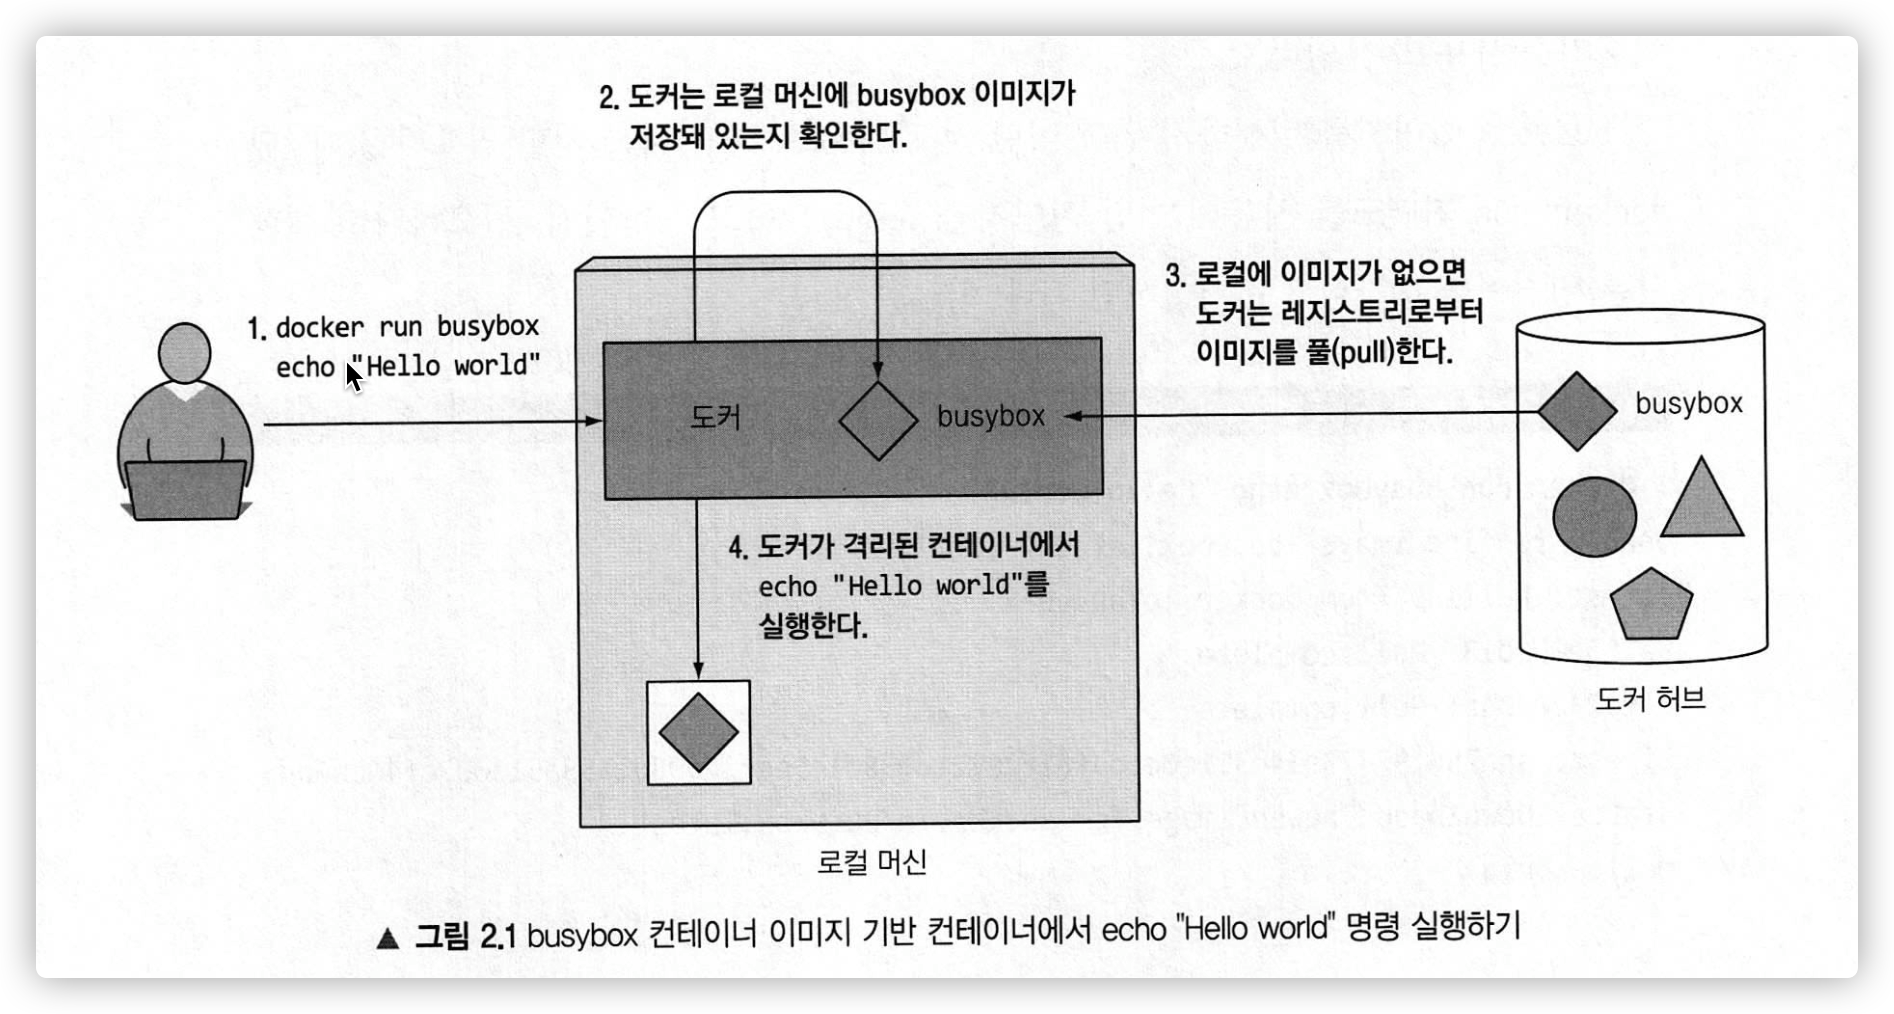 2. 도커는 로컬 머신에 busybox 이미지가
저장돼 있는지 확인한다.
3. 로컬에 이미지가 없으면
도커는 레지스트리로부터
이미지를 풀(pull)한다.
1. docker run busybox
echo "Hello world"
도커
busybox
busybox
4. 도커가 격리된 컨테이너에서
echo "Hello world"를
실행한다.
도커 허브
로컬 머신
▲ 그림 2.1 busybox 컨테이너 이미지 기반 컨테이너에서 echo "Hello world" 명령 실행하기